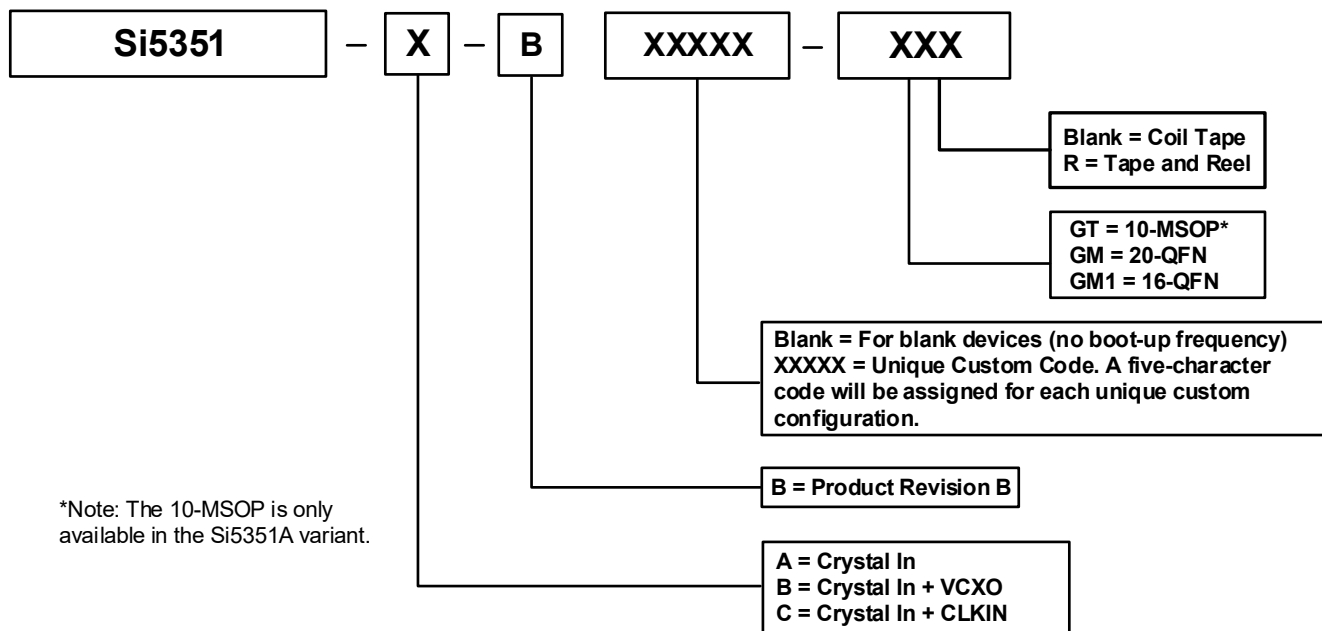 Si5351 – X – B XXXXX – XXX
Blank = Coil Tape
R = Tape and Reel
GT = 10-MSOP*
GM = 20-QFN
GM1 = 16-QFN
Blank = For blank devices (no boot-up frequency)
XXXXX = Unique Custom Code. A five-character
code will be assigned for each unique custom
configuration.
B = Product Revision B
*Note: The 10-MSOP is only
available in the Si5351A variant.
A = Crystal In
B = Crystal In + VCXO
C = Crystal In + CLKIN